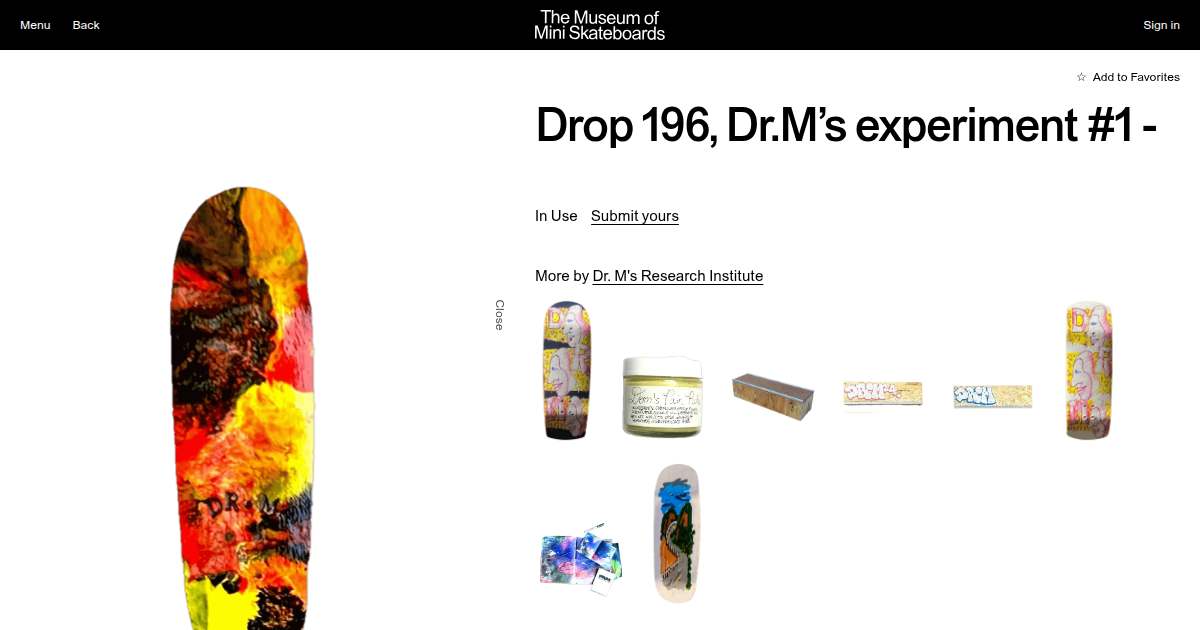 Menu
Back
The Museum of
Mini Skateboards
Sign in
☆ Add to Favorites
Drop 196, Dr.M’s experiment #1 -
In Use
Submit yours
More by Dr. M's Research Institute
Close
DR.M